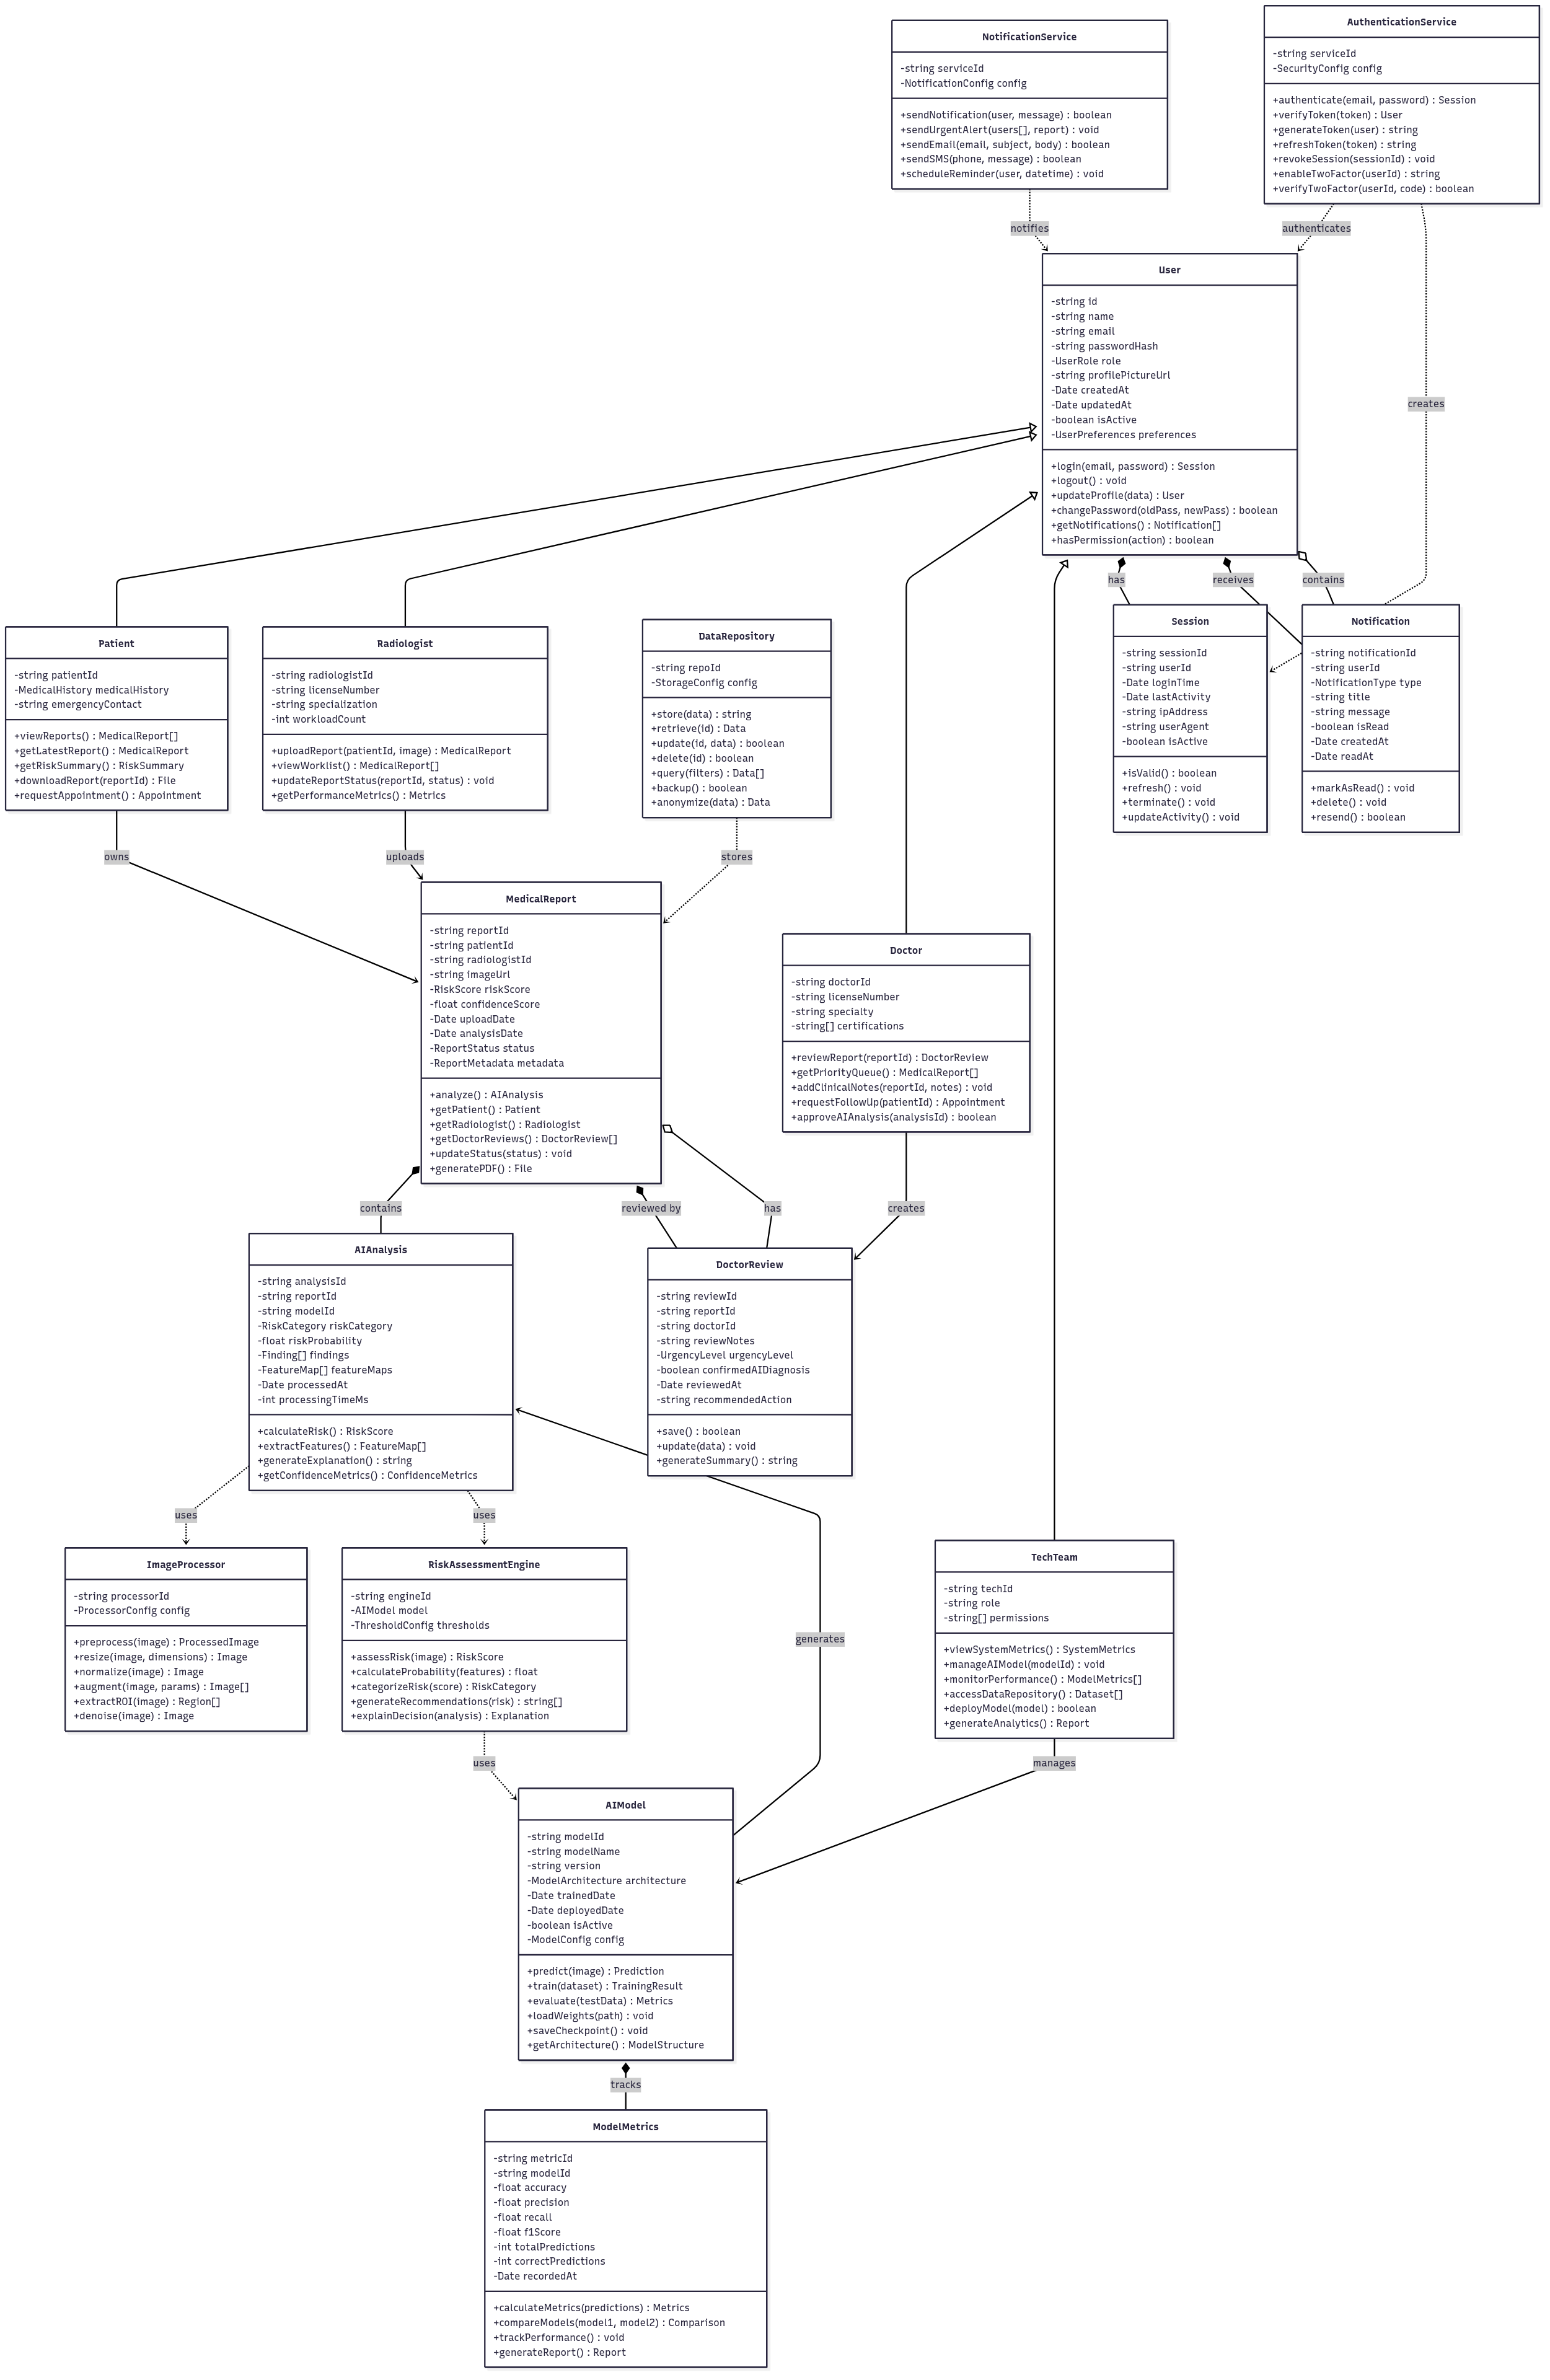 NotificationService
-string serviceId
-NotificationConfig config
+sendNotification(user, message) : boolean
+sendUrgentAlert(users[], report) : void
+sendEmail(email, subject, body) : boolean
+sendSMS(phone, message) : boolean
+scheduleReminder(user, datetime) : void
AuthenticationService
-string serviceId
-SecurityConfig config
+authenticate(email, password) : Session
+verifyToken(token) : User
+generateToken(user) : string
+refreshToken(token) : string
+revokeSession(sessionId) : void
+enableTwoFactor(userId) : string
+verifyTwoFactor(userId, code) : boolean
notifies
authenticates
User
-string id
-string name
-string email
-string passwordHash
-UserRole role
-string profilePictureUrl
-Date createdAt
-Date updatedAt
-boolean isActive
-UserPreferences preferences
+login(email, password) : Session
+logout() : void
+updateProfile(data) : User
+changePassword(oldPass, newPass) : boolean
+getNotifications() : Notification[]
+hasPermission(action) : boolean
creates
has
receives
contains
Patient
-string patientId
-MedicalHistory medicalHistory
-string emergencyContact
+viewReports() : MedicalReport[]
+getLatestReport() : MedicalReport
+getRiskSummary() : RiskSummary
+downloadReport(reportId) : File
+requestAppointment() : Appointment
Radiologist
-string radiologistId
-string licenseNumber
-string specialization
-int workloadCount
+uploadReport(patientId, image) : MedicalReport
+viewWorklist() : MedicalReport[]
+updateReportStatus(reportId, status) : void
+getPerformanceMetrics() : Metrics
DataRepository
-string repoId
-StorageConfig config
+store(data) : string
+retrieve(id) : Data
+update(id, data) : boolean
+delete(id) : boolean
+query(filters) : Data[]
+backup() : boolean
+anonymize(data) : Data
Session
-string sessionId
-string userId
-Date loginTime
-Date lastActivity
-string ipAddress
-string userAgent
-boolean isActive
+isValid() : boolean
+refresh() : void
+terminate() : void
+updateActivity() : void
Notification
-string notificationId
-string userId
-NotificationType type
-string title
-string message
-boolean isRead
-Date createdAt
-Date readAt
+markAsRead() : void
+delete() : void
+resend() : boolean
owns
uploads
stores
MedicalReport
-string reportId
-string patientId
-string radiologistId
-string imageUrl
-RiskScore riskScore
-float confidenceScore
-Date uploadDate
-Date analysisDate
-ReportStatus status
-ReportMetadata metadata
+analyze() : AIAnalysis
+getPatient() : Patient
+getRadiologist() : Radiologist
+getDoctorReviews() : DoctorReview[]
+updateStatus(status) : void
+generatePDF() : File
Doctor
-string doctorId
-string licenseNumber
-string specialty
-string[] certifications
+reviewReport(reportId) : DoctorReview
+getPriorityQueue() : MedicalReport[]
+addClinicalNotes(reportId, notes) : void
+requestFollowUp(patientId) : Appointment
+approveAIAnalysis(analysisId) : boolean
contains
reviewed by
has
creates
AIAnalysis
-string analysisId
-string reportId
-string modelId
-RiskCategory riskCategory
-float riskProbability
-Finding[] findings
-FeatureMap[] featureMaps
-Date processedAt
-int processingTimeMs
+calculateRisk() : RiskScore
+extractFeatures() : FeatureMap[]
+generateExplanation() : string
+getConfidenceMetrics() : ConfidenceMetrics
DoctorReview
-string reviewId
-string reportId
-string doctorId
-string reviewNotes
-UrgencyLevel urgencyLevel
-boolean confirmedAIDiagnosis
-Date reviewedAt
-string recommendedAction
+save() : boolean
+update(data) : void
+generateSummary() : string
uses
uses
ImageProcessor
-string processorId
-ProcessorConfig config
+preprocess(image) : ProcessedImage
+resize(image, dimensions) : Image
+normalize(image) : Image
+augment(image, params) : Image[]
+extractROI(image) : Region[]
+denoise(image) : Image
RiskAssessmentEngine
-string engineId
-AIModel model
-ThresholdConfig thresholds
+assessRisk(image) : RiskScore
+calculateProbability(features) : float
+categorizeRisk(score) : RiskCategory
+generateRecommendations(risk) : string[]
+explainDecision(analysis) : Explanation
generates
TechTeam
-string techId
-string role
-string[] permissions
+viewSystemMetrics() : SystemMetrics
+manageAIModel(modelId) : void
+monitorPerformance() : ModelMetrics[]
+accessDataRepository() : Dataset[]
+deployModel(model) : boolean
+generateAnalytics() : Report
uses
manages
AIModel
-string modelId
-string modelName
-string version
-ModelArchitecture architecture
-Date trainedDate
-Date deployedDate
-boolean isActive
-ModelConfig config
+predict(image) : Prediction
+train(dataset) : TrainingResult
+evaluate(testData) : Metrics
+loadWeights(path) : void
+saveCheckpoint() : void
+getArchitecture() : ModelStructure
tracks
ModelMetrics
-string metricId
-string modelId
-float accuracy
-float precision
-float recall
-float f1Score
-int totalPredictions
-int correctPredictions
-Date recordedAt
+calculateMetrics(predictions) : Metrics
+compareModels(model1, model2) : Comparison
+trackPerformance() : void
+generateReport() : Report